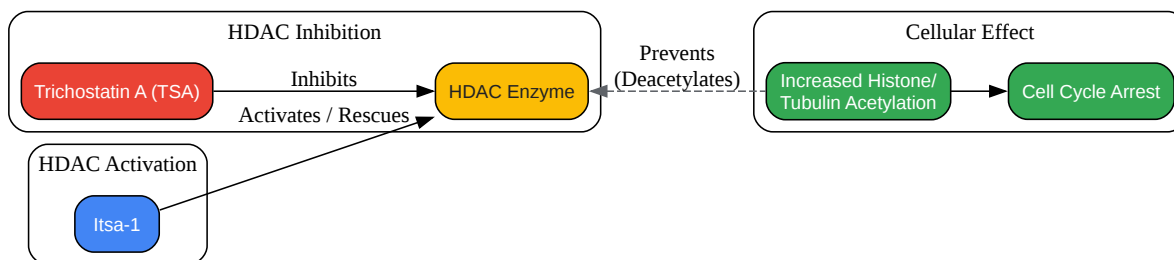 HDAC Inhibition
Trichostatin A (TSA)
Inhibits
HDAC Enzyme
Activates / Rescues
Prevents
(Deacetylates)
Cellular Effect
Increased Histone/
Tubulin Acetylation
Cell Cycle Arrest
HDAC Activation
Itsa-1